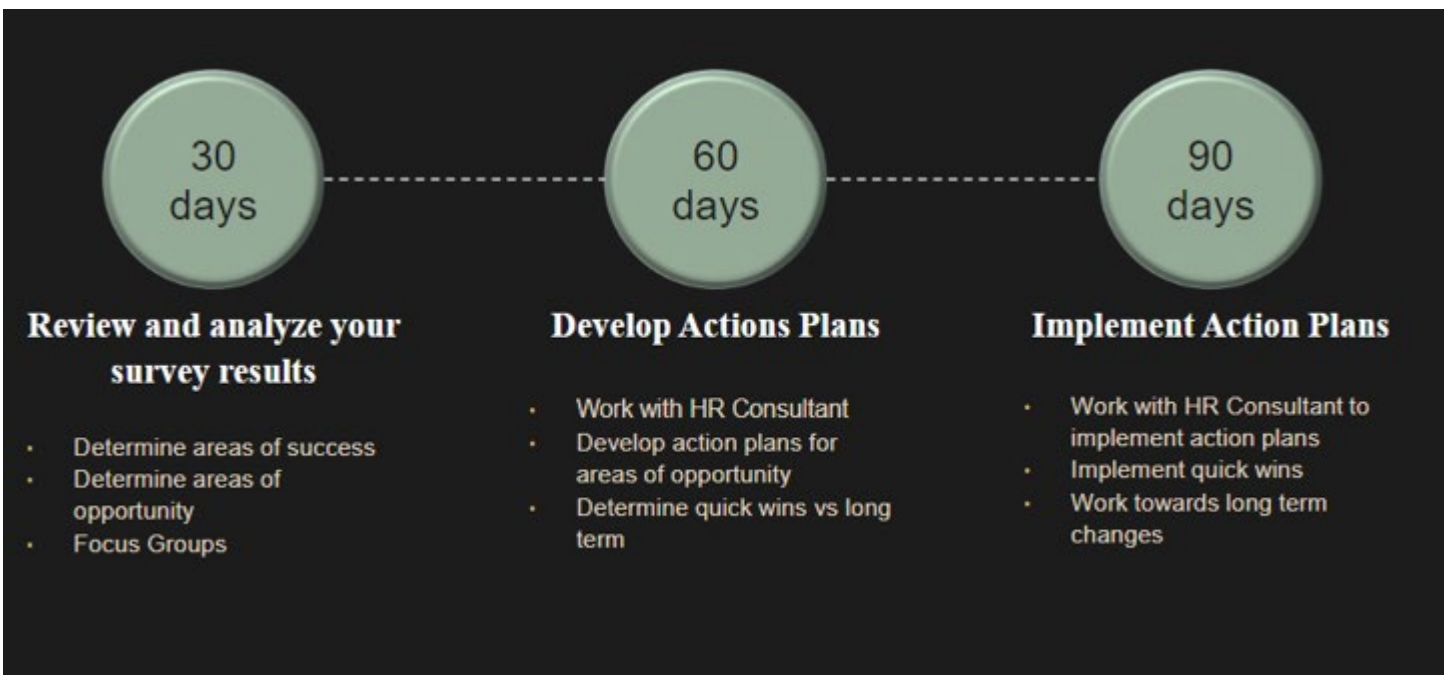 30
days
Review and analyze your
survey results
· Determine areas of success
· Determine areas of
opportunity
· Focus Groups
60
days
Develop Actions Plans
· Work with HR Consultant
· Develop action plans for
areas of opportunity
· Determine quick wins vs long
term
90
days
Implement Action Plans
· Work with HR Consultant to
implement action plans
· Implement quick wins
· Work towards long term
changes